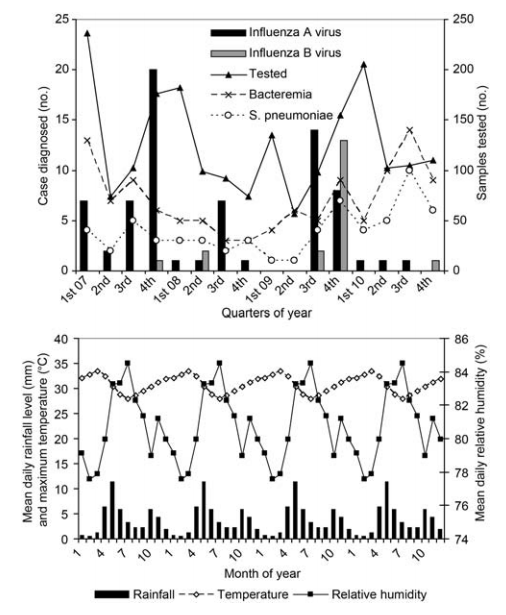 25
20
15
10
5
0
Case diagnosed (no.)
250
200
150
100
50
0
Samples tested (no.)
Influenza A virus
Influenza B virus
Tested
Bacteremia
S. pneumoniae
1st 07
2nd
3rd
4th
1st 08
2nd
3rd
4th
1st 09
2nd
3rd
4th
1st 10
2nd
3rd
4th
Quarters of year
40
35
30
25
20
15
10
5
0
Mean daily rainfall level (mm)
and maximum temperature (°C)
86
84
82
80
78
76
74
Mean daily relative humidity (%)
1
4
7
10
1
4
7
10
1
4
7
10
1
4
7
10
Month of year
Rainfall
Temperature
Relative humidity